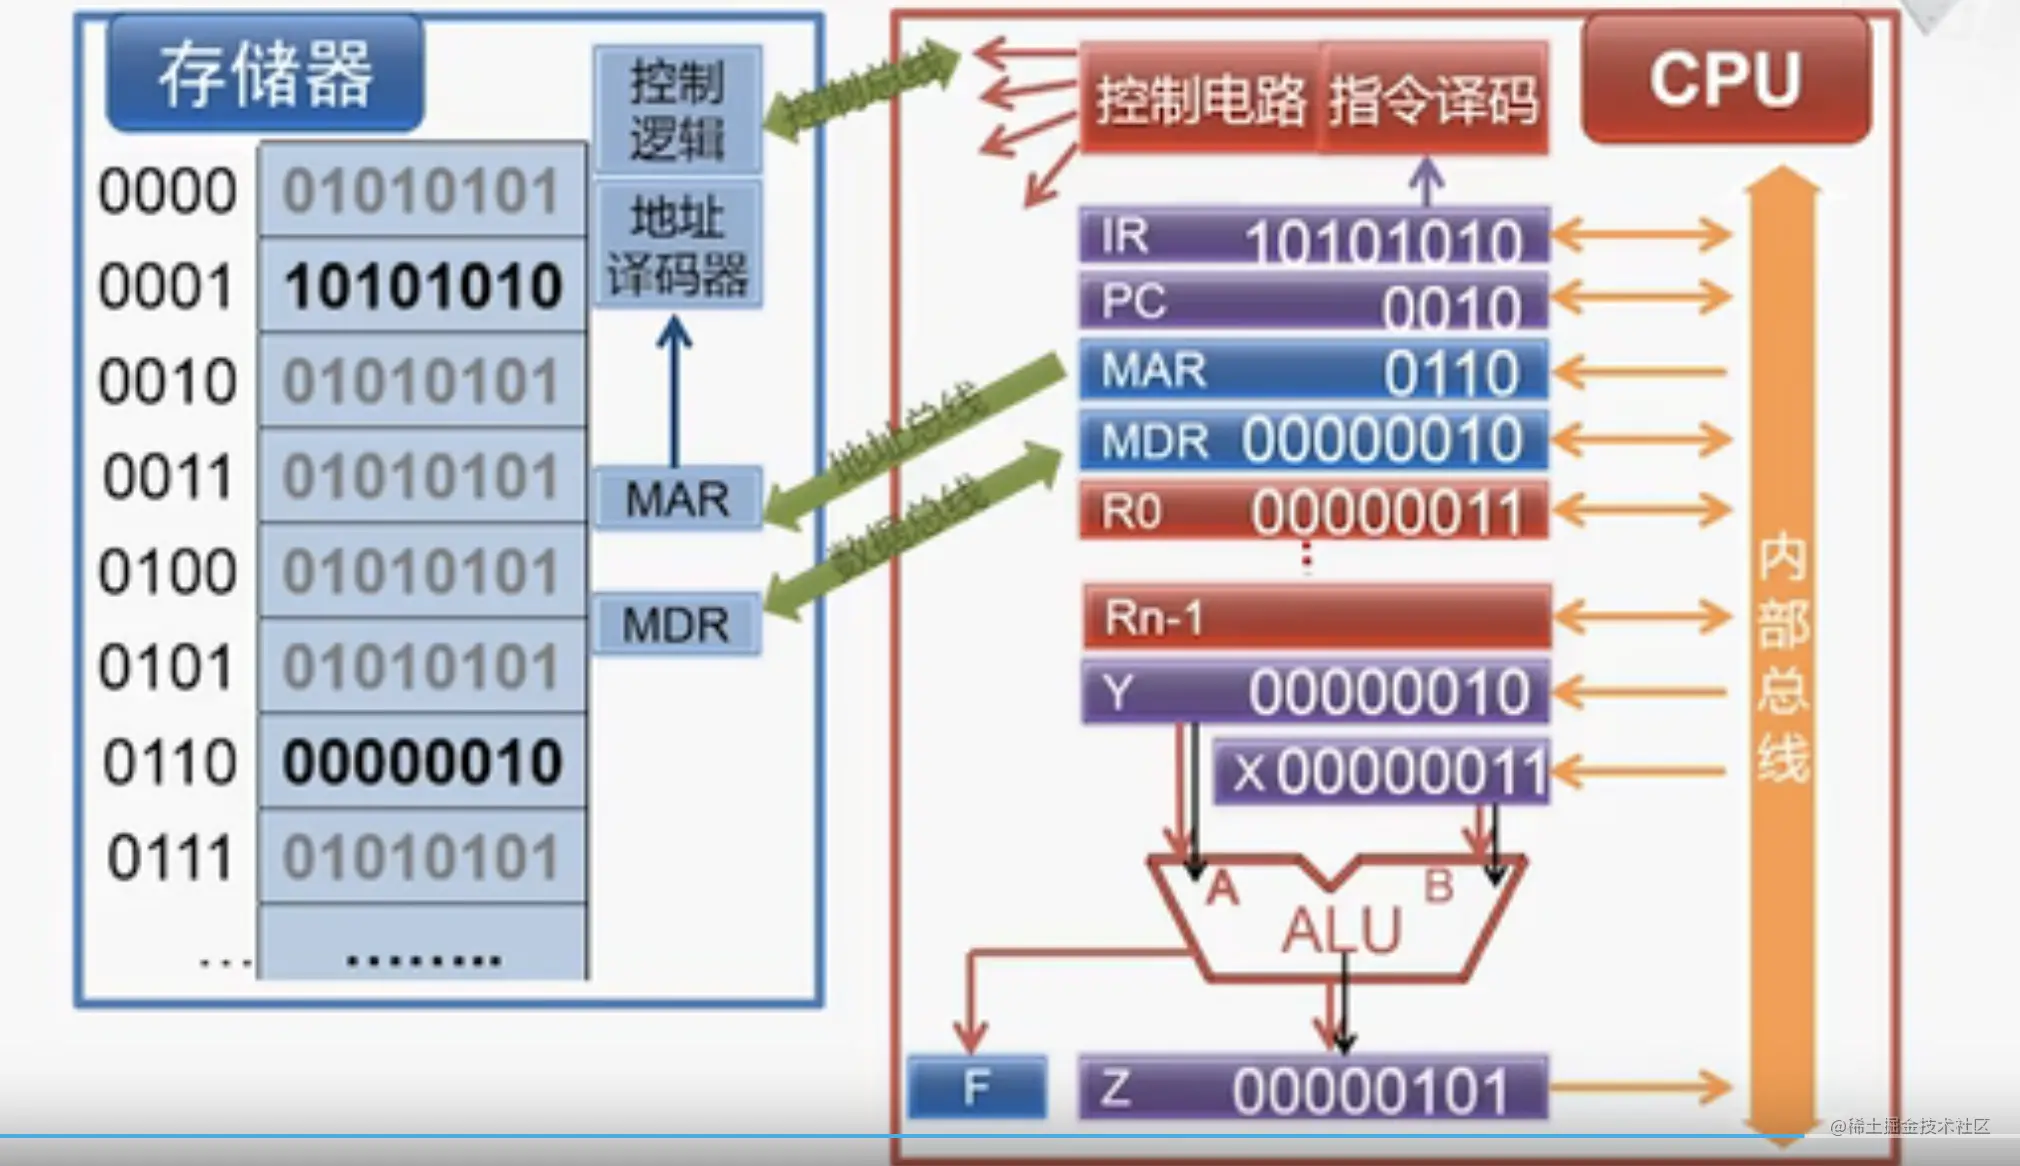 存储器
控制
逻辑
地址
译码器
0000 01010101
0001 10101010
0010 01010101
0011 01010101
0100 01010101
0101 01010101
0110 00000010
0111 01010101
... ........
MAR
MDR
控制总线
地址总线
数据总线
CPU
控制电路 指令译码
IR 10101010
PC 0010
MAR 0110
MDR 00000010
R0 00000011
Rn-1
Y 00000010
X 00000011
A B
ALU
F
Z 00000101
内部总线
@稀土掘金技术社区